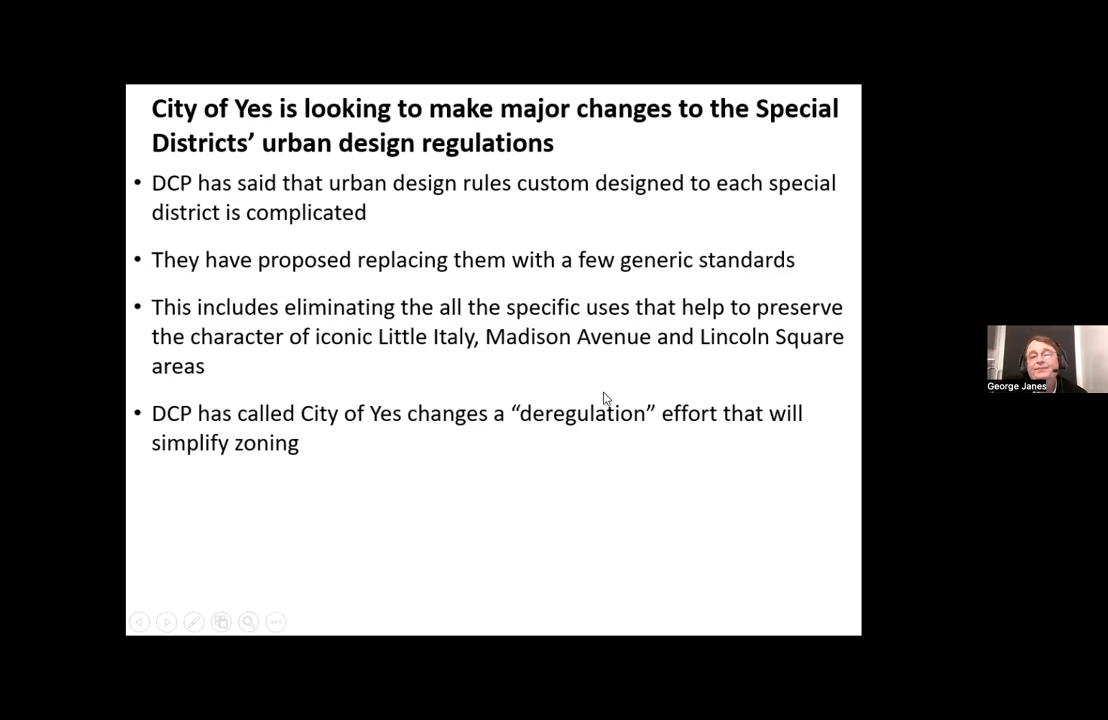 City of Yes is looking to make major changes to the Special
Districts' urban design regulations
• DCP has said that urban design rules custom designed to each special
district is complicated
• They have proposed replacing them with a few generic standards
• This includes eliminating the all the specific uses that help to preserve
the character of iconic Little Italy, Madison Avenue and Lincoln Square
areas
• DCP has called City of Yes changes a “deregulation” effort that will
simplify zoning
George Janes